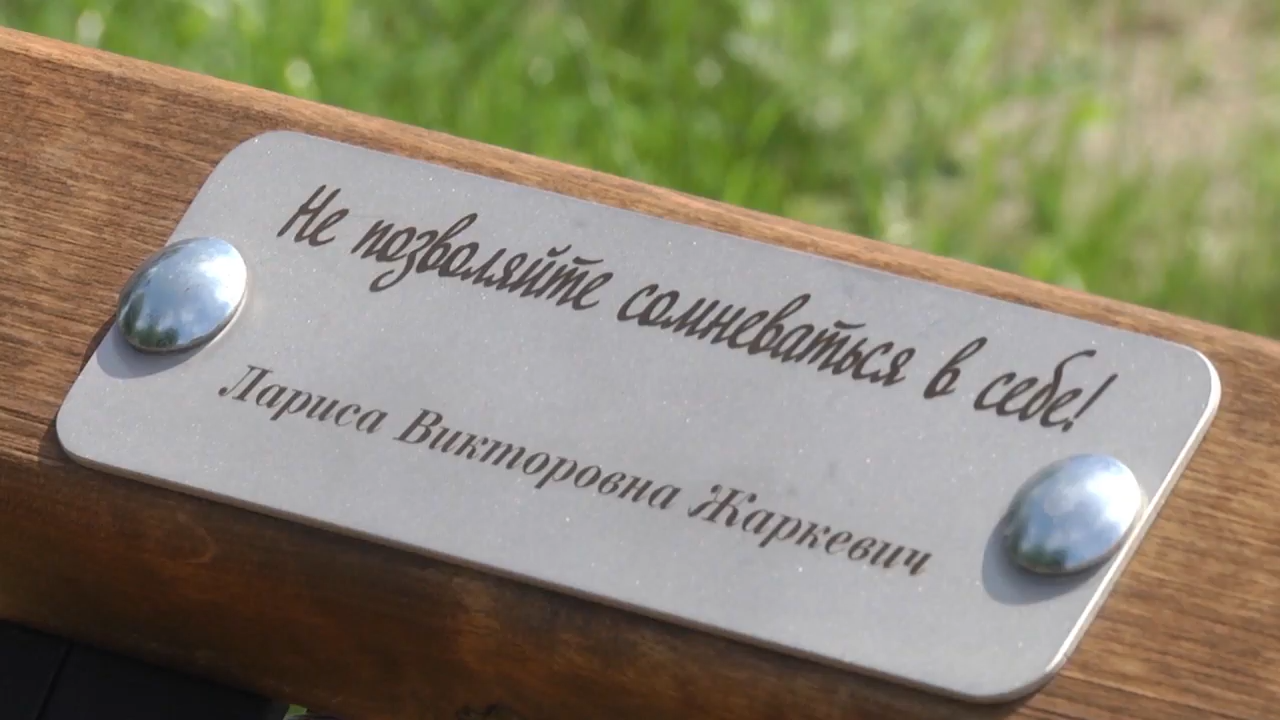 Не позволяйте сомневаться в себе!
Лариса Викторовна Жаркевич